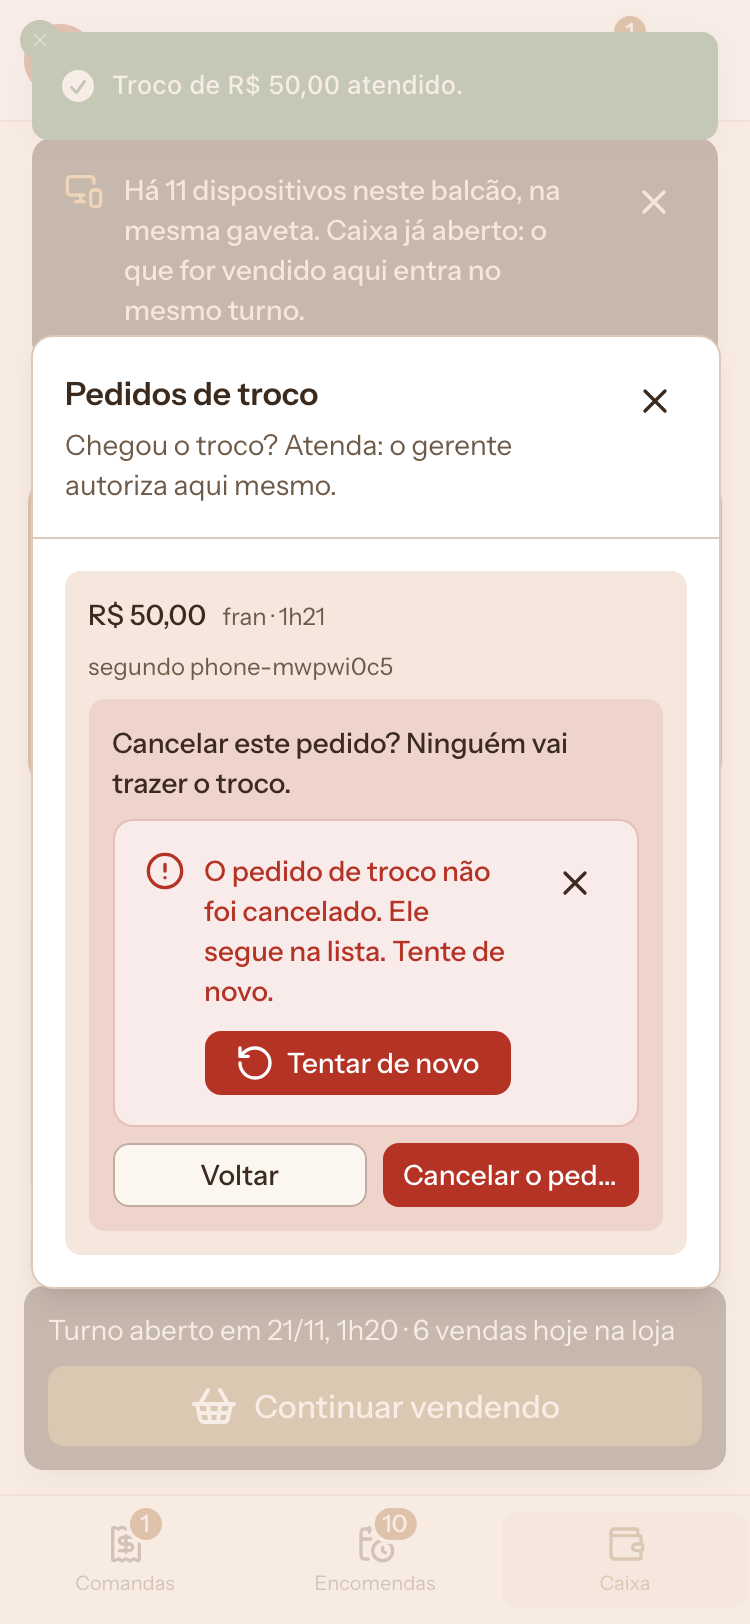 1
Troco de R$ 50,00 atendido.
Há 11 dispositivos neste balcão, na
mesma gaveta. Caixa já aberto: o
que for vendido aqui entra no
mesmo turno.
Pedidos de troco
Chegou o troco? Atenda: o gerente
autoriza aqui mesmo.
R$ 50,00 fran · 1h21
segundo phone-mwpwi0c5
Cancelar este pedido? Ninguém vai
trazer o troco.
O pedido de troco não
foi cancelado. Ele
segue na lista. Tente de
novo.
Tentar de novo
Voltar
Cancelar o ped...
Turno aberto em 21/11, 1h20 · 6 vendas hoje na loja
Continuar vendendo
1
10
Comandas
Encomendas
Caixa